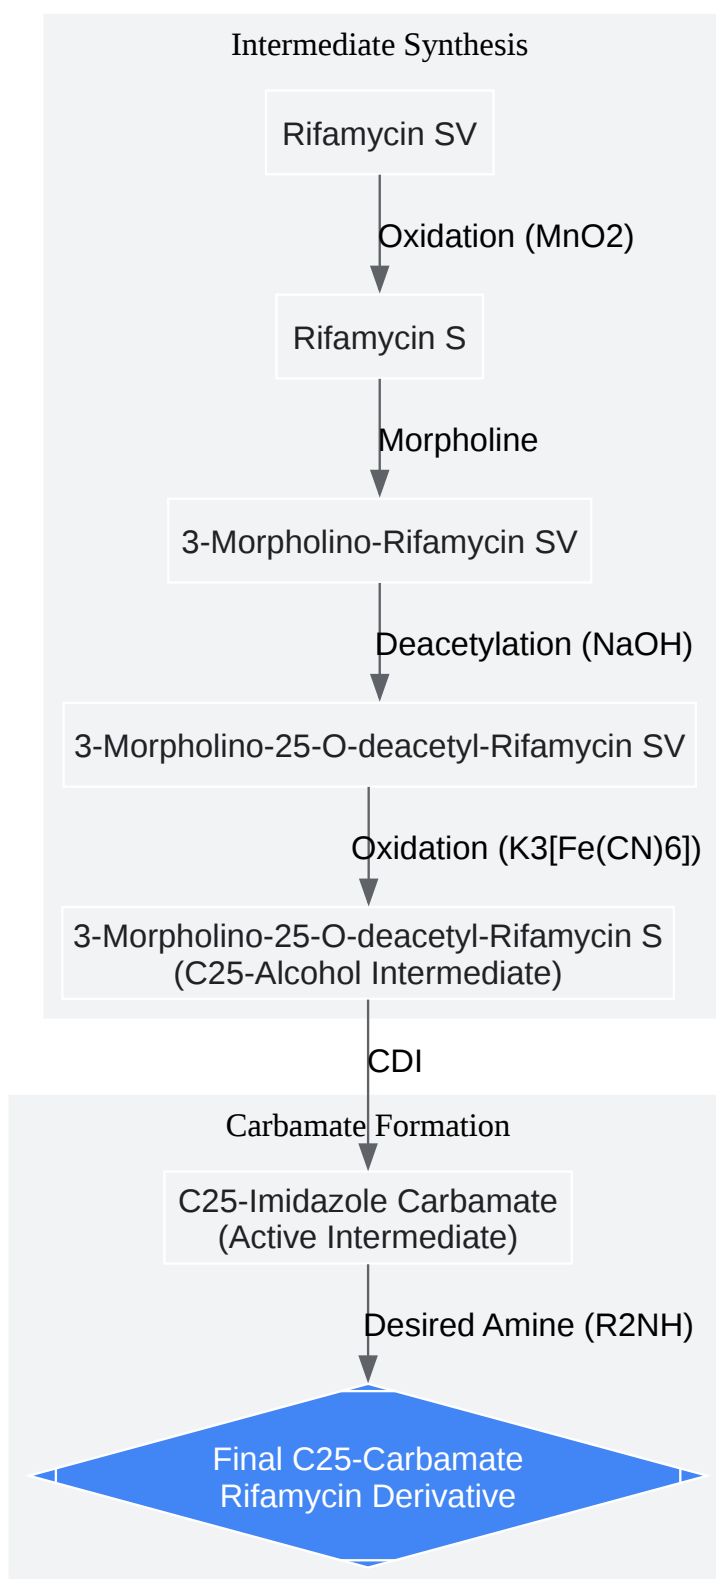 Intermediate Synthesis
Rifamycin SV
Oxidation (MnO2)
Rifamycin S
Morpholine
3-Morpholino-Rifamycin SV
Deacetylation (NaOH)
3-Morpholino-25-O-deacetyl-Rifamycin SV
Oxidation (K3[Fe(CN)6])
3-Morpholino-25-O-deacetyl-Rifamycin S
(C25-Alcohol Intermediate)
CDI
Carbamate Formation
C25-Imidazole Carbamate
(Active Intermediate)
Desired Amine (R2NH)
Final C25-Carbamate
Rifamycin Derivative